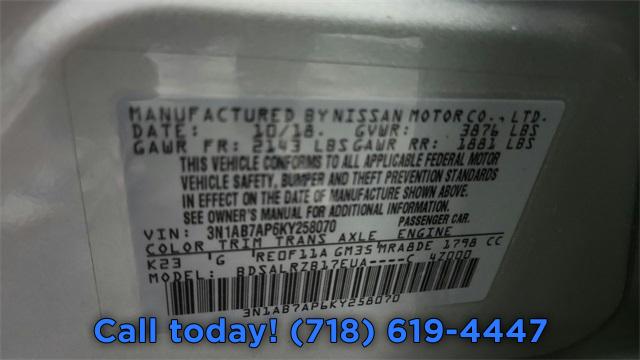 MANUFACTURED BY NISSAN MOTOR CO., LTD.
DATE: 10/18. GVWR: 3876 LBS
GAWR FR: 2143 LBS GAWR RR: 1881 LBS
THIS VEHICLE CONFORMS TO ALL APPLICABLE FEDERAL MOTOR
VEHICLE SAFETY, BUMPER AND THEFT PREVENTION STANDARDS
IN EFFECT ON THE DATE OF MANUFACTURE SHOWN ABOVE.
SEE OWNER'S MANUAL FOR ADDITIONAL INFORMATION.
VIN: 3N1AB7AP6KY258070 PASSENGER CAR.
COLOR TRIM TRANS AXLE ENGINE
K23 G RE0F11A GM35 MRA8DE 1798 CC
BDSALRZB17EUA----C 4Z000
3N1AB7AP6KY258070
Call today! (718) 619-4447